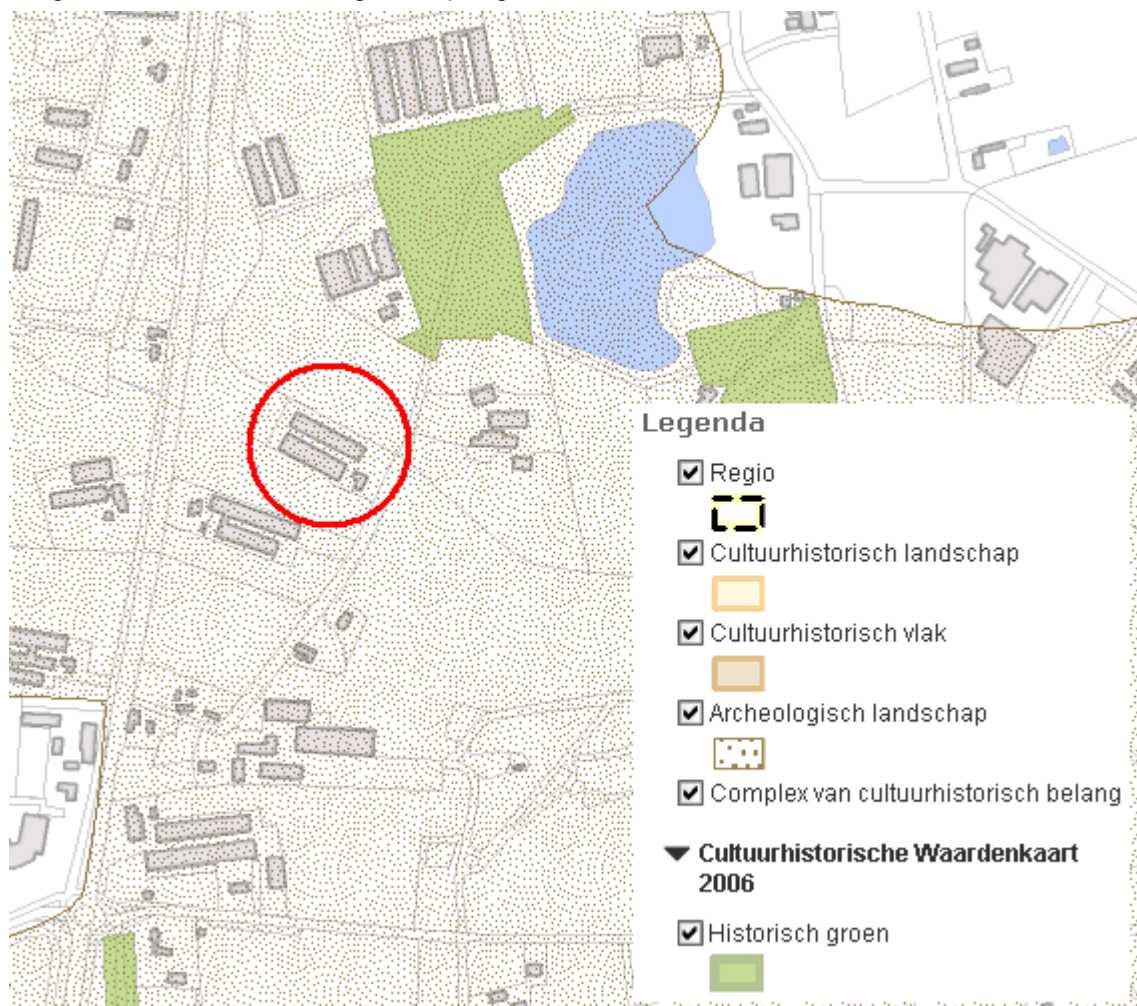 Legenda
Regio
Cultuurhistorisch landschap
Cultuurhistorisch vlak
Archeologisch landschap
Complex van cultuurhistorisch belang
Cultuurhistorische Waardenkaart
2006
Historisch groen